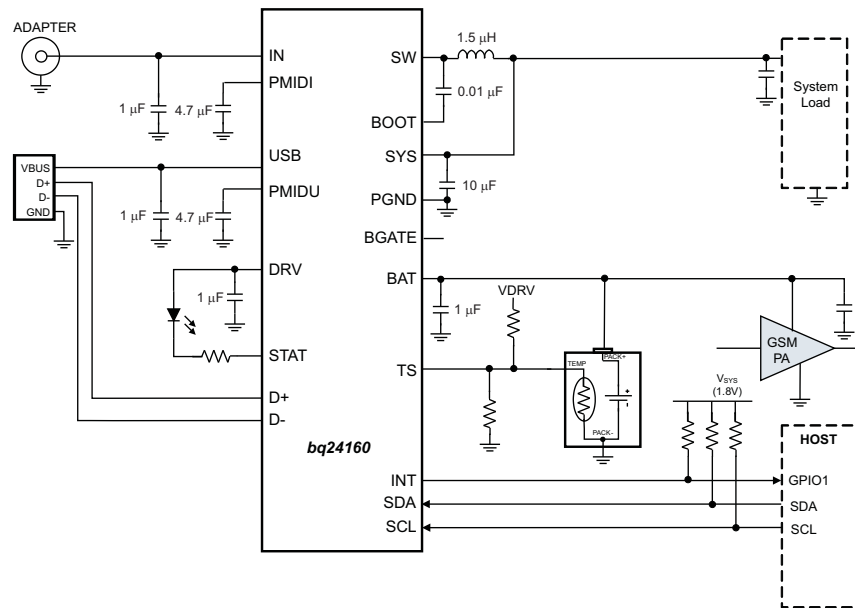 ADAPTER
IN
PMIDI
1 μF
4.7 μF
VBUS
D+
D-
GND
USB
PMIDU
1 μF
4.7 μF
DRV
1 μF
STAT
D+
D-
bq24160
SW
1.5 μH
0.01 μF
BOOT
SYS
10 μF
PGND
BGATE
BAT
1 μF
VDRV
TS
TEMP
PACK+
+
-
PACK-
INT
SDA
SCL
System
Load
GSM
PA
VSYS
(1.8V)
HOST
GPIO1
SDA
SCL